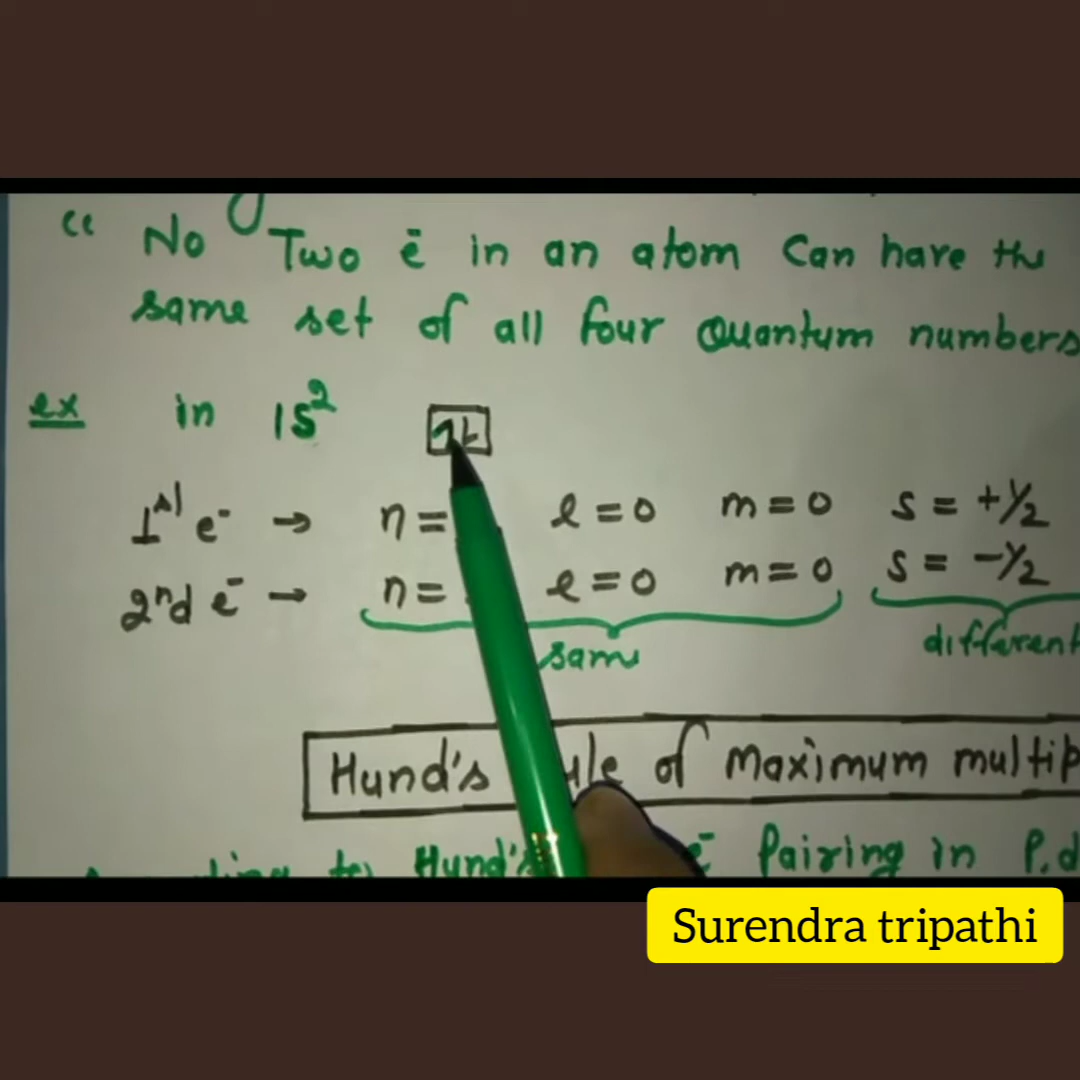 “ No Two ē in an atom Can have the
same set of all four Quantum numbers
ex in 1S²
1st e⁻ → n= l=0 m=0 s=+½
2nd ē → n= l=0 m=0 s=-½
same different
Hund's of Maximum
to Hund's ē Pairing in P,d
Surendra tripathi